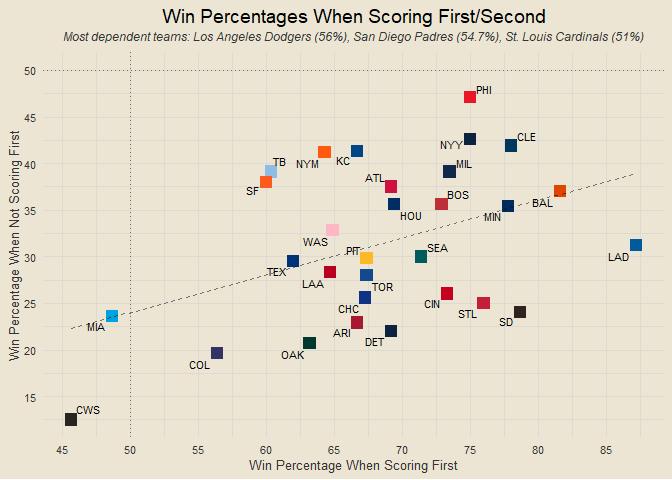 Win Percentages When Scoring First/Second
Most dependent teams: Los Angeles Dodgers (56%), San Diego Padres (54.7%), St. Louis Cardinals (51%)
Win Percentage When Not Scoring First
50
45
40
35
30
25
20
15
PHI
NYY
CLE
TB
NYM
KC
MIL
SF
ATL
BOS
HOU
MIN
BAL
WAS
LAD
PIT
SEA
TEX
LAA
TOR
CHC
CIN
STL
SD
MIA
ARI
DET
OAK
COL
CWS
45
50
55
60
65
70
75
80
85
Win Percentage When Scoring First